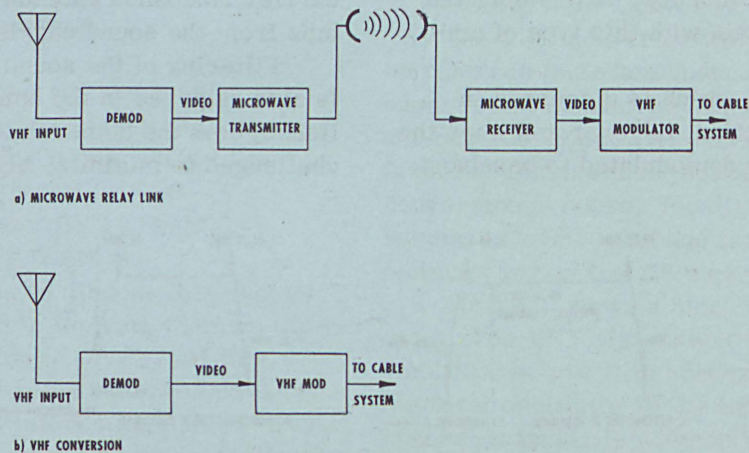 VHF INPUT
DEMOD
VIDEO
MICROWAVE
TRANSMITTER
MICROWAVE
RECEIVER
VIDEO
VHF
MODULATOR
TO CABLE
SYSTEM
a) MICROWAVE RELAY LINK
VHF INPUT
DEMOD
VIDEO
VHF MOD
TO CABLE
SYSTEM
b) VHF CONVERSION